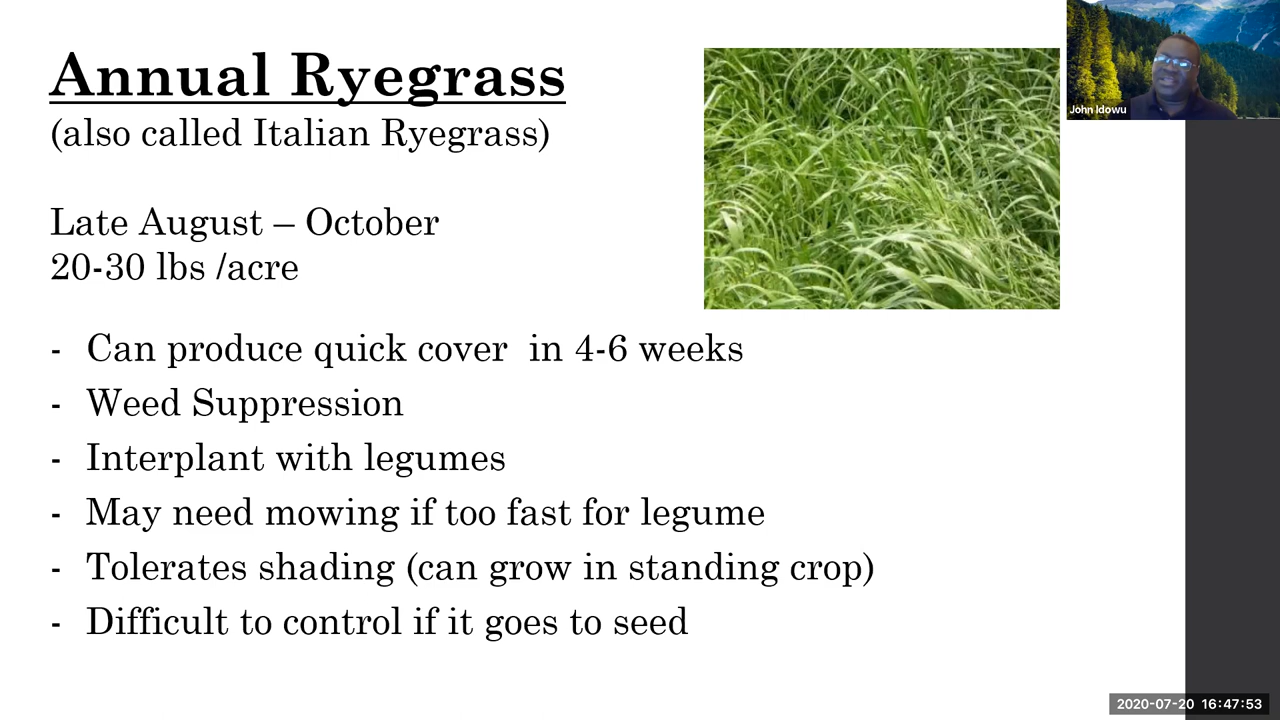 Annual Ryegrass
(also called Italian Ryegrass)
Late August – October
20-30 lbs /acre
- Can produce quick cover  in 4-6 weeks
- Weed Suppression
- Interplant with legumes
- May need mowing if too fast for legume
- Tolerates shading (can grow in standing crop)
- Difficult to control if it goes to seed
John Idowu
2020-07-20 16:47:53